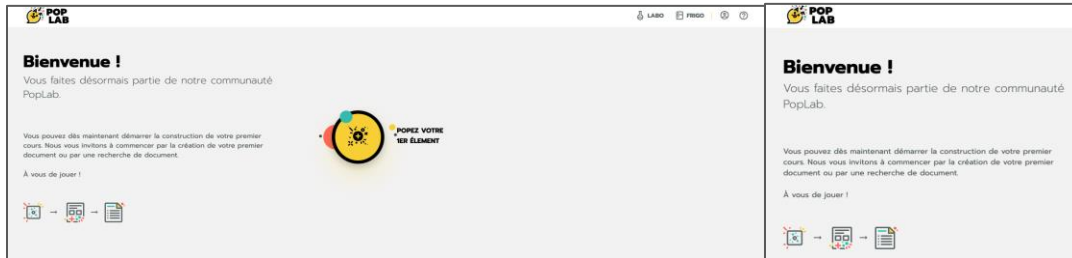 POP
LAB
LABO
FRIGO
Bienvenue !
Vous faites désormais partie de notre communauté
PopLab.
Vous pouvez dès maintenant démarrer la construction de votre premier
cours. Nous vous invitons à commencer par la création de votre premier
document ou par une recherche de document.
À vous de jouer !
POPEZ VOTRE
1ER ÉLEMENT
POP
LAB
Bienvenue !
Vous faites désormais partie de notre communauté
PopLab.
Vous pouvez dès maintenant démarrer la construction de votre premier
cours. Nous vous invitons à commencer par la création de votre premier
document ou par une recherche de document.
À vous de jouer !